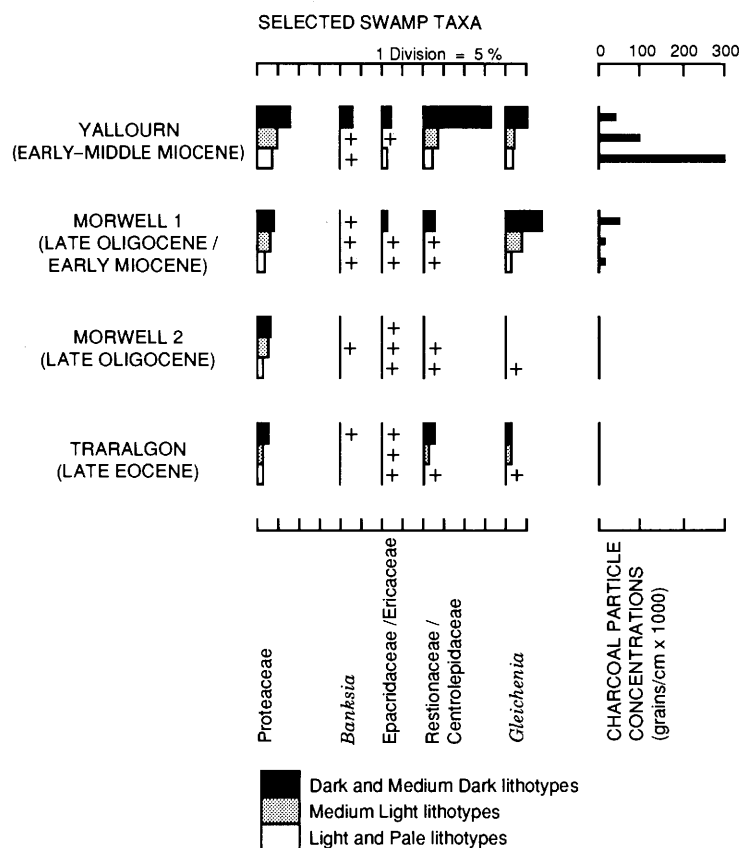 SELECTED SWAMP TAXA
1 Division = 5 %
0 100 200 300
YALLOURN
(EARLY–MIDDLE MIOCENE)
MORWELL 1
(LATE OLIGOCENE /
EARLY MIOCENE)
MORWELL 2
(LATE OLIGOCENE)
TRARALGON
(LATE EOCENE)
Proteaceae
Banksia
Epacridaceae /Ericaceae
Restionaceae /
Centrolepidaceae
Gleichenia
CHARCOAL PARTICLE
CONCENTRATIONS
(grains/cm x 1000)
Dark and Medium Dark lithotypes
Medium Light lithotypes
Light and Pale lithotypes